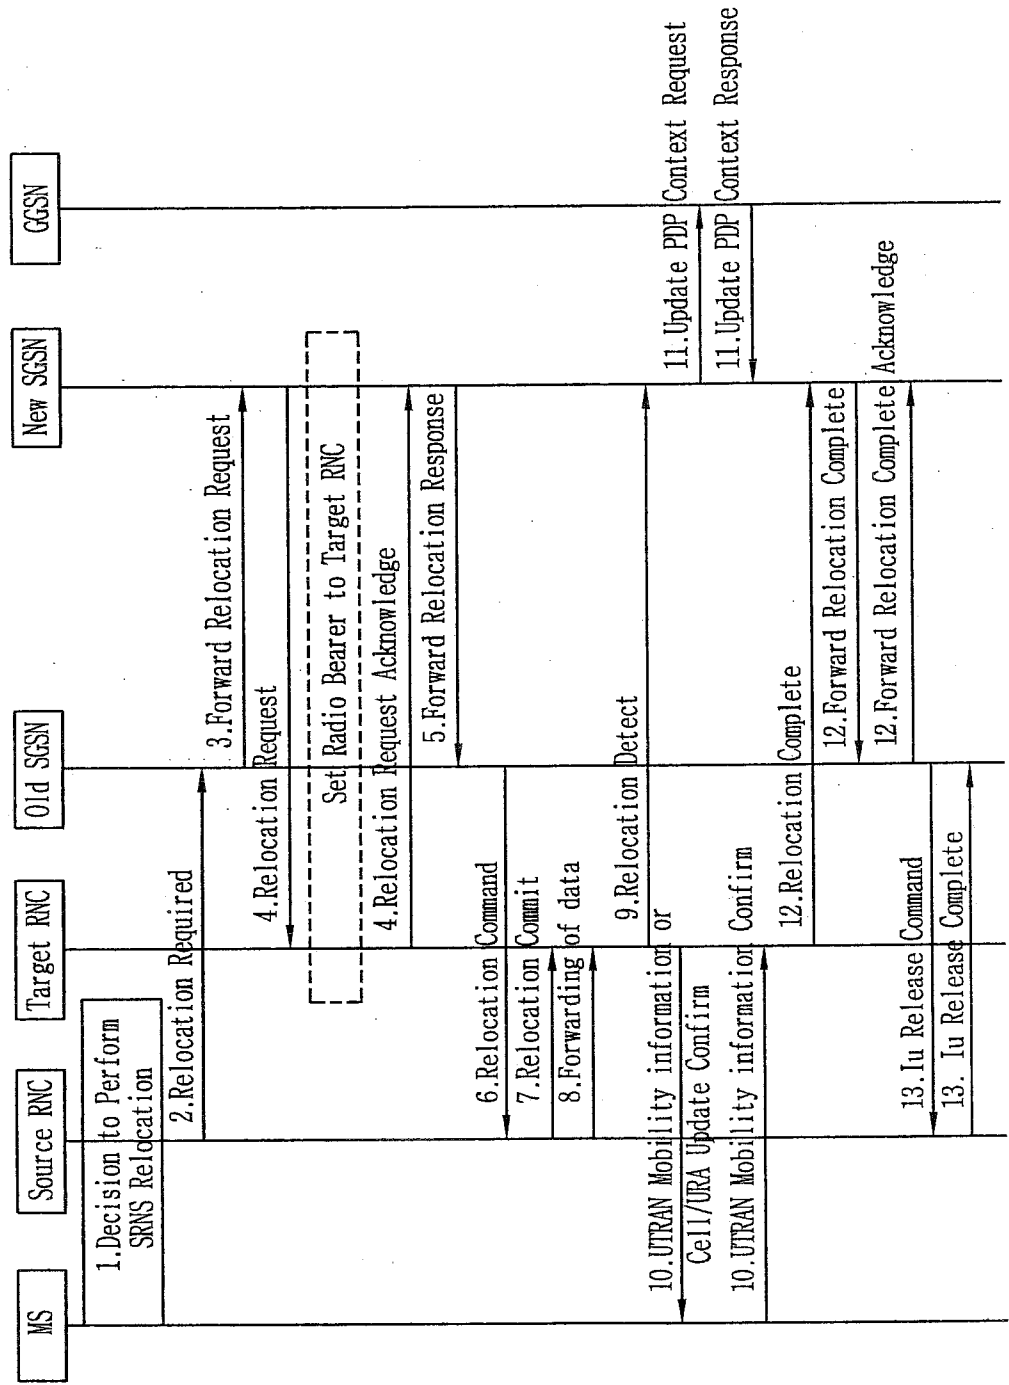 MS
Source RNC
Target RNC
Old SGSN
New SGSN
GGSN
1.Decision to Perform
SRNS Relocation
2.Relocation Required
3.Forward Relocation Request
4.Relocation Request
Set Radio Bearer to Target RNC
4.Relocation Request Acknowledge
5.Forward Relocation Response
6.Relocation Command
7.Relocation Commit
8.Forwarding of data
9.Relocation Detect
10.UTRAN Mobility information or
Cell/URA Update Confirm
11.Update PDP Context Request
11.Update PDP Context Response
10.UTRAN Mobility information Confirm
12.Relocation Complete
12.Forward Relocation Complete
12.Forward Relocation Complete Acknowledge
13.Iu Release Command
13. Iu Release Complete